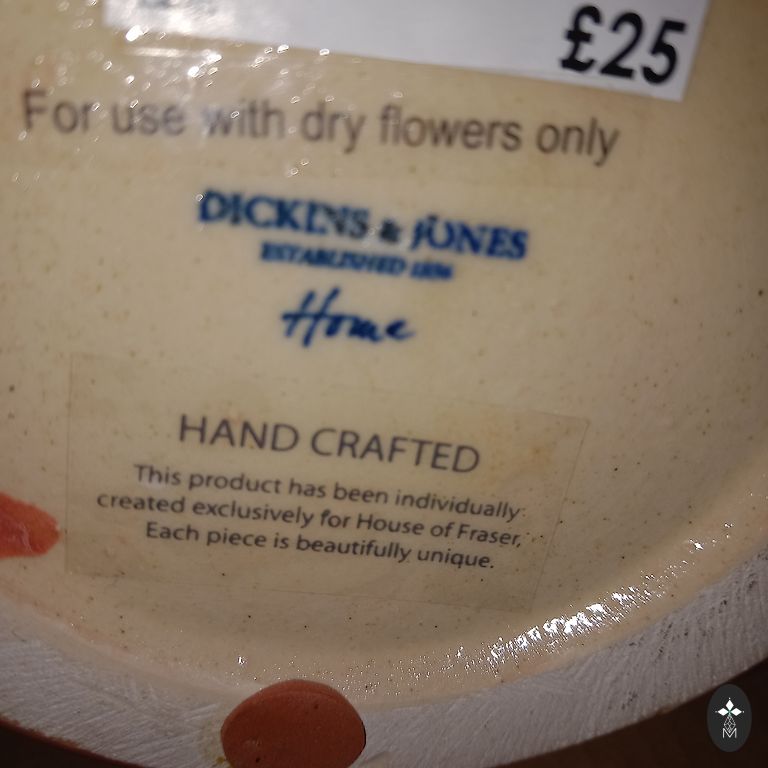 £25
For use with dry flowers only
DICKINS & JONES
ESTABLISHED
Home
HAND CRAFTED
This product has been individually
created exclusively for House of Fraser,
Each piece is beautifully unique.
M